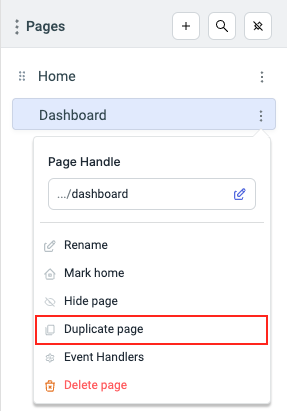 Pages
Home
Dashboard
Page Handle
.../dashboard
Rename
Mark home
Hide page
Duplicate page
Event Handlers
Delete page